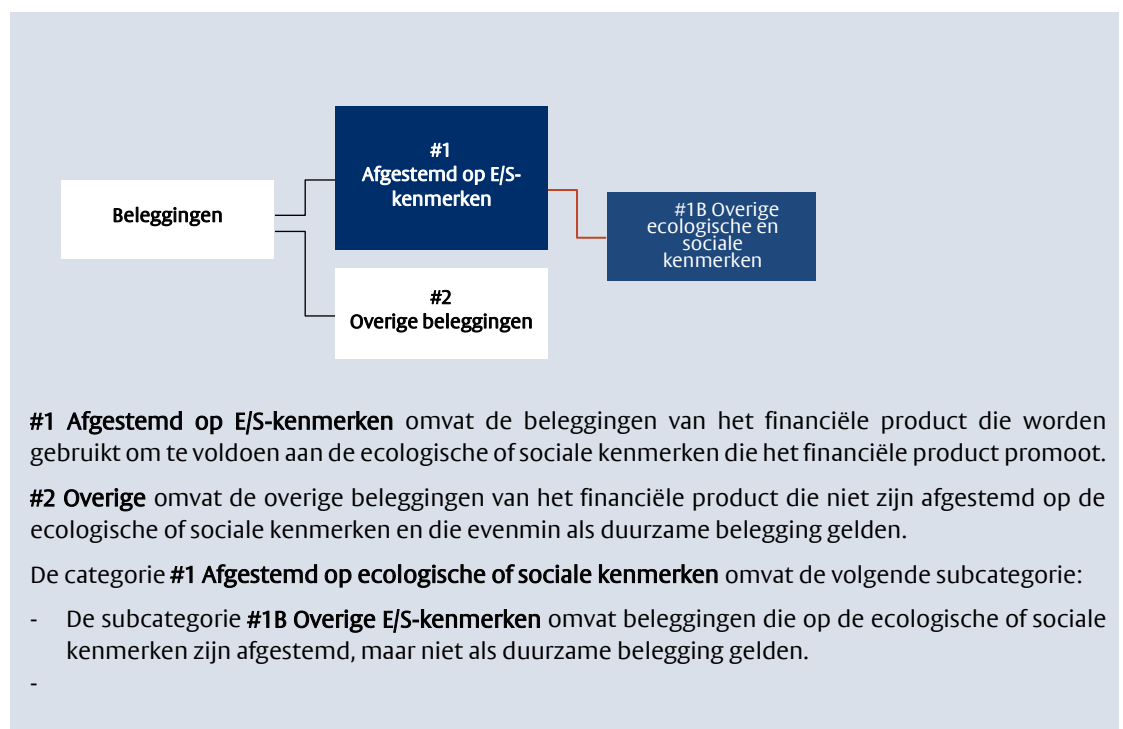 #1
Afgestemd op E/S-
kenmerken
Beleggingen
#1B Overige
ecologische en
sociale
kenmerken
#2
Overige beleggingen
#1 Afgestemd op E/S-kenmerken omvat de beleggingen van het financiële product die worden
gebruikt om te voldoen aan de ecologische of sociale kenmerken die het financiële product promoot.
#2 Overige omvat de overige beleggingen van het financiële product die niet zijn afgestemd op de
ecologische of sociale kenmerken en die evenmin als duurzame belegging gelden.
De categorie #1 Afgestemd op ecologische of sociale kenmerken omvat de volgende subcategorie:
- De subcategorie #1B Overige E/S-kenmerken omvat beleggingen die op de ecologische of sociale
kenmerken zijn afgestemd, maar niet als duurzame belegging gelden.
-